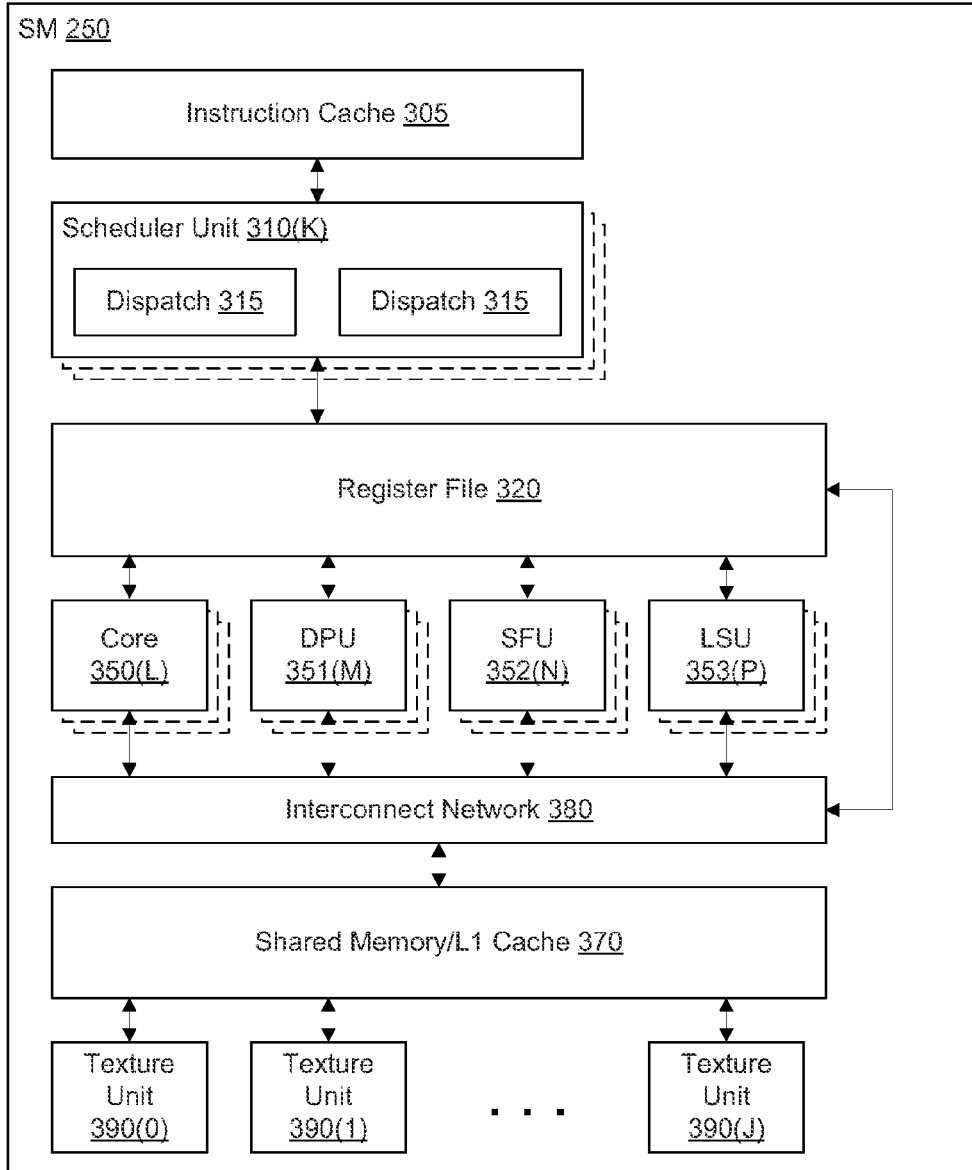 SM 250
Instruction Cache 305
Scheduler Unit 310(K)
Dispatch 315
Dispatch 315
Register File 320
Core
350(L)
DPU
351(M)
SFU
352(N)
LSU
353(P)
Interconnect Network 380
Shared Memory/L1 Cache 370
Texture
Unit
390(0)
Texture
Unit
390(1)
. . .
Texture
Unit
390(J)